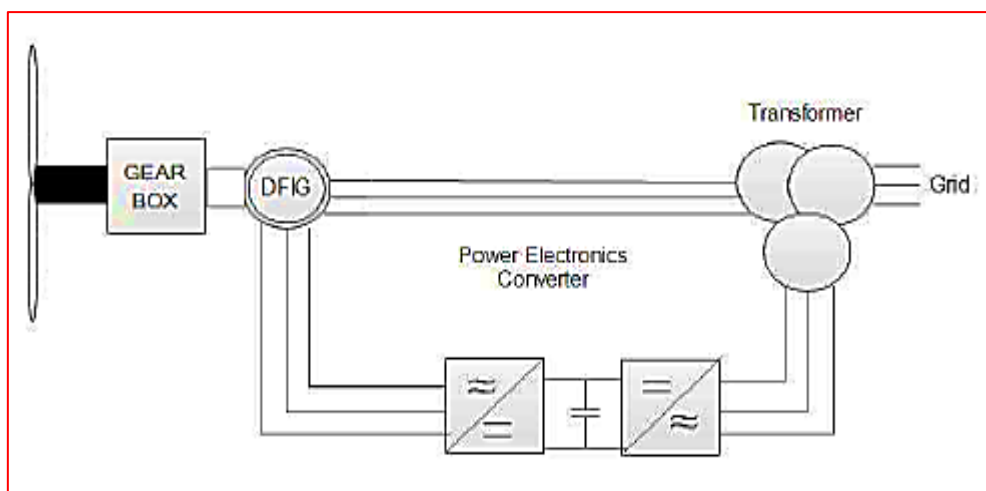 Transformer
GEAR
BOX
DFIG
Grid
Power Electronics
Converter